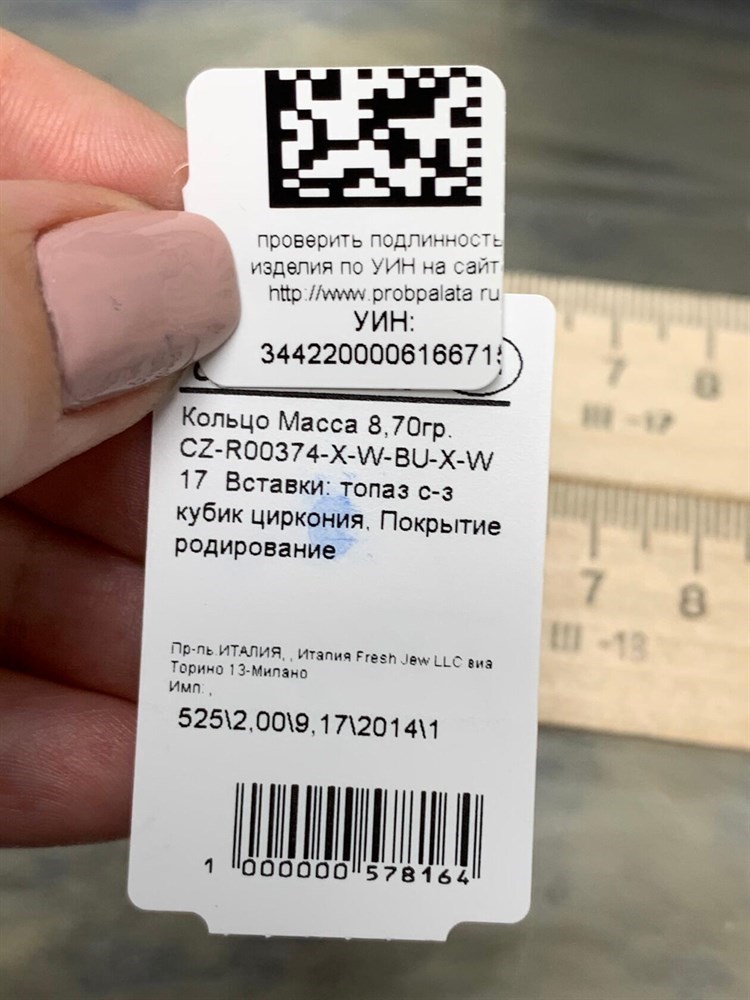 проверить подлинность
изделия по УИН на сайт
http://www.probpalata ru
УИН:
344220000616671
Кольцо Масса 8,70гр.
CZ-R00374-X-W-BU-X-W
17 Вставки: топаз с-з
кубик циркония, Покрытие
родирование
Пр-ль ИТАЛИЯ, , Италия Fresh Jew LLC виа
Торино 13-Милано
Имп: ,
525\2,00\9,17\2014\1
1 000000 578164
7 8
III -17
7 8
III -18